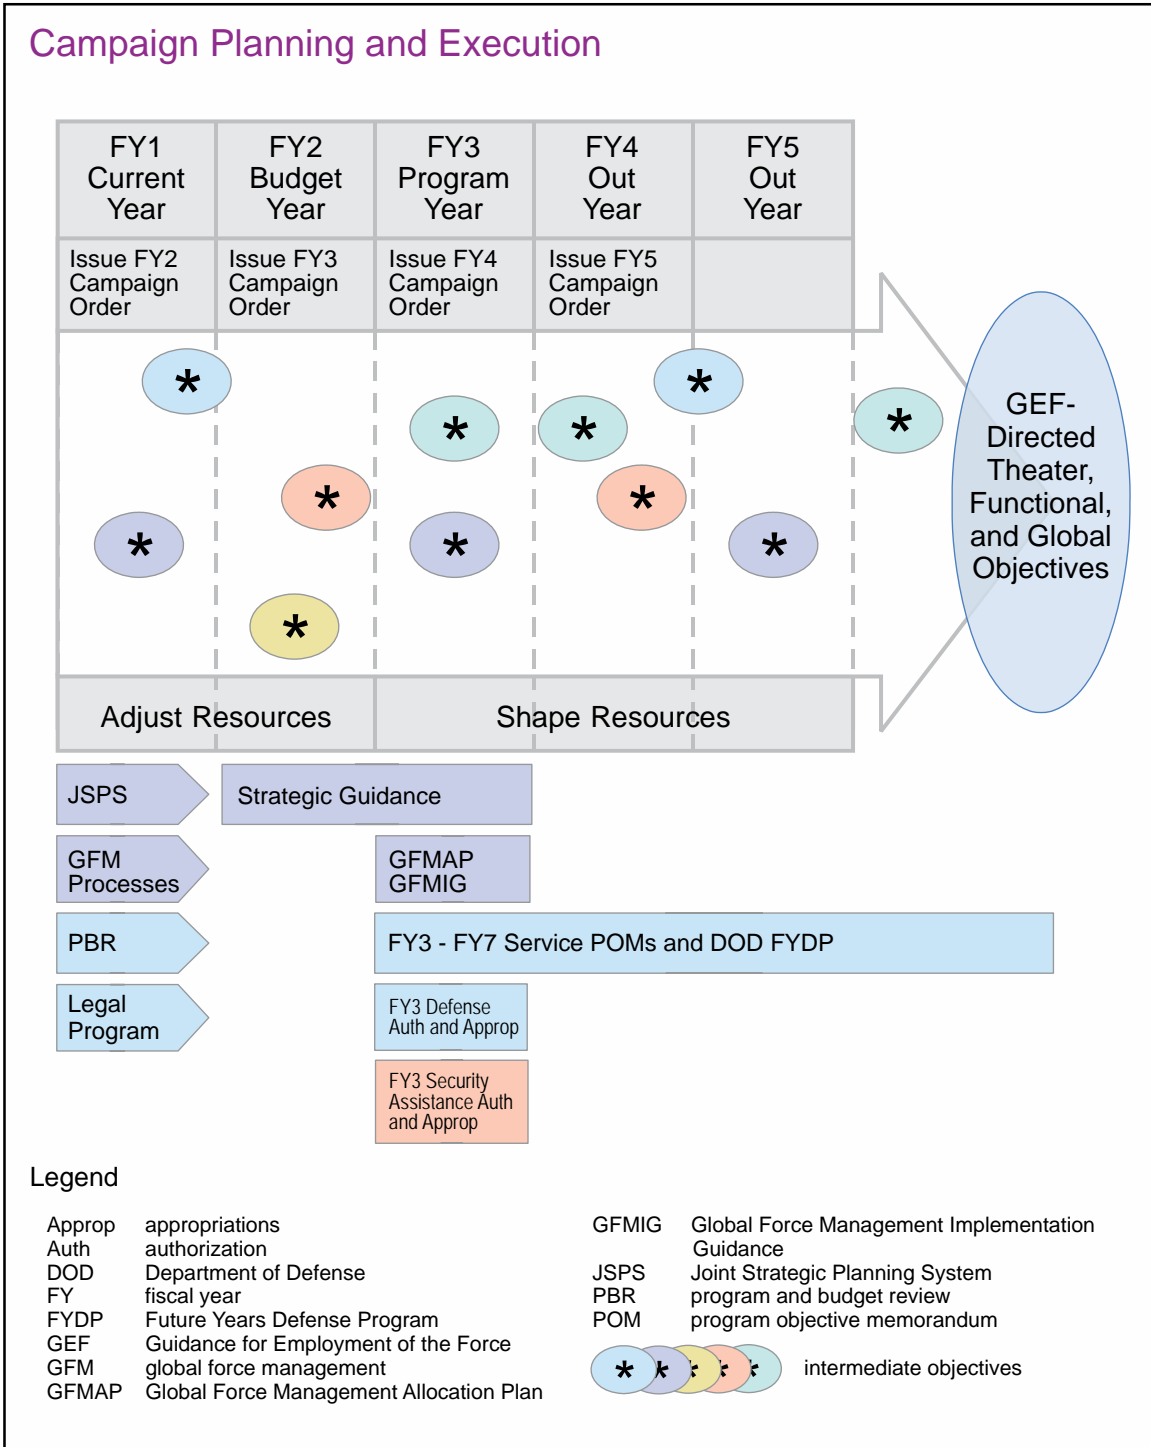 Campaign Planning and Execution
FY1
Current
Year
FY2
Budget
Year
FY3
Program
Year
FY4
Out
Year
FY5
Out
Year
Issue FY2
Campaign
Order
Issue FY3
Campaign
Order
Issue FY4
Campaign
Order
Issue FY5
Campaign
Order
*
*
*
*
*
*
*
*
*
*
*
*
GEF-
Directed
Theater,
Functional,
and Global
Objectives
Adjust Resources
Shape Resources
JSPS
Strategic Guidance
GFM
Processes
GFMAP
GFMIG
PBR
FY3 - FY7 Service POMs and DOD FYDP
Legal
Program
FY3 Defense
Auth and Approp
FY3 Security
Assistance Auth
and Approp
Legend
Approp appropriations
Auth authorization
DOD Department of Defense
FY fiscal year
FYDP Future Years Defense Program
GEF Guidance for Employment of the Force
GFM global force management
GFMAP Global Force Management Allocation Plan
GFMIG Global Force Management Implementation
Guidance
JSPS Joint Strategic Planning System
PBR program and budget review
POM program objective memorandum
* * * * * intermediate objectives